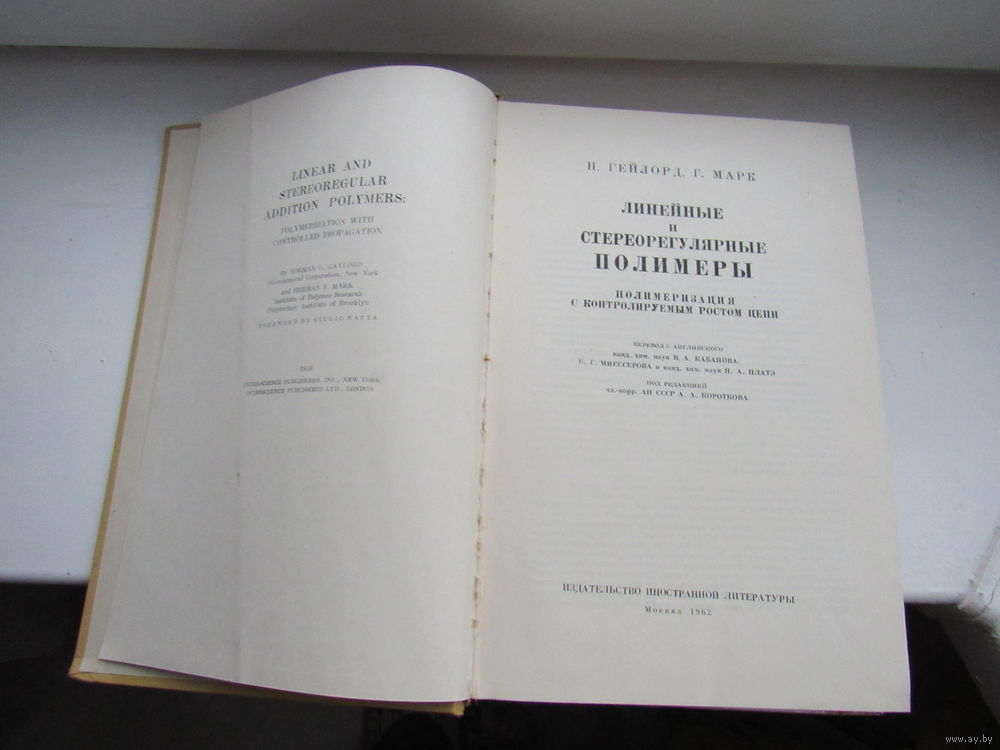 LINEAR AND
STEREOREGULAR
ADDITION POLYMERS:
POLYMERIZATION WITH
CONTROLLED PROPAGATION
By NORMAN G. GAYLORD
Interchemical Corporation, New York
and HERMAN F. MARK
Institute of Polymer Research
Polytechnic Institute of Brooklyn
FOREWORD BY GIULIO NATTA
1959
INTERSCIENCE PUBLISHERS, INC., NEW YORK
INTERSCIENCE PUBLISHERS LTD., LONDON
Н. ГЕЙЛОРД, Г. МАРК
ЛИНЕЙНЫЕ
И
СТЕРЕОРЕГУЛЯРНЫЕ
ПОЛИМЕРЫ
ПОЛИМЕРИЗАЦИЯ
С КОНТРОЛИРУЕМЫМ РОСТОМ ЦЕПИ
ПЕРЕВОД С АНГЛИЙСКОГО
канд. хим. наук В. А. КАБАНОВА,
К. Г. МИЕССЕРОВА и канд. хим. наук Н. А. ПЛАТЭ
ПОД РЕДАКЦИЕЙ
чл.-корр. АН СССР А. А. КОРОТКОВА
ИЗДАТЕЛЬСТВО ИНОСТРАННОЙ ЛИТЕРАТУРЫ
Москва 1962
www.ay.by